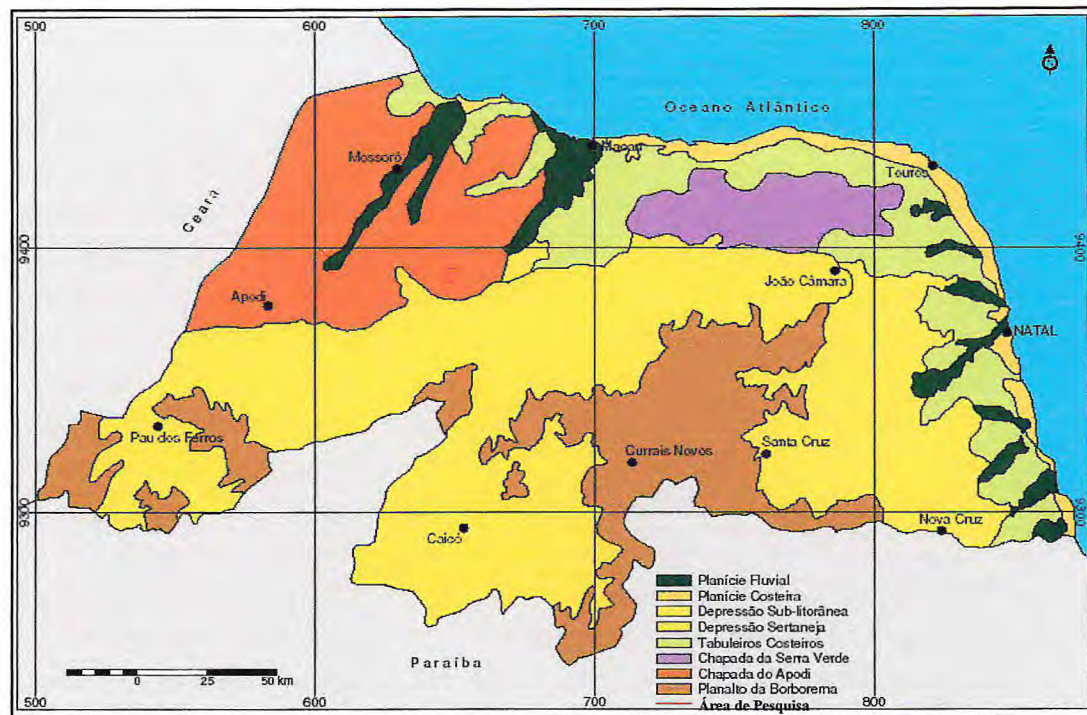 500
600
700
800
Oceano Atlântico
Macau
Mossoró
Touros
Ceará
9400
9400
João Câmara
Apodi
NATAL
Pau dos Ferros
Santa Cruz
Currais Novos
9300
9300
Nova Cruz
Caicó
Planície Fluvial
Planície Costeira
Depressão Sub-litorânea
Depressão Sertaneja
Tabuleiros Costeiros
Paraíba
Chapada da Serra Verde
Chapada do Apodi
0 25 50 km
Planalto da Borborema
500
600
700
800
Área de Pesquisa